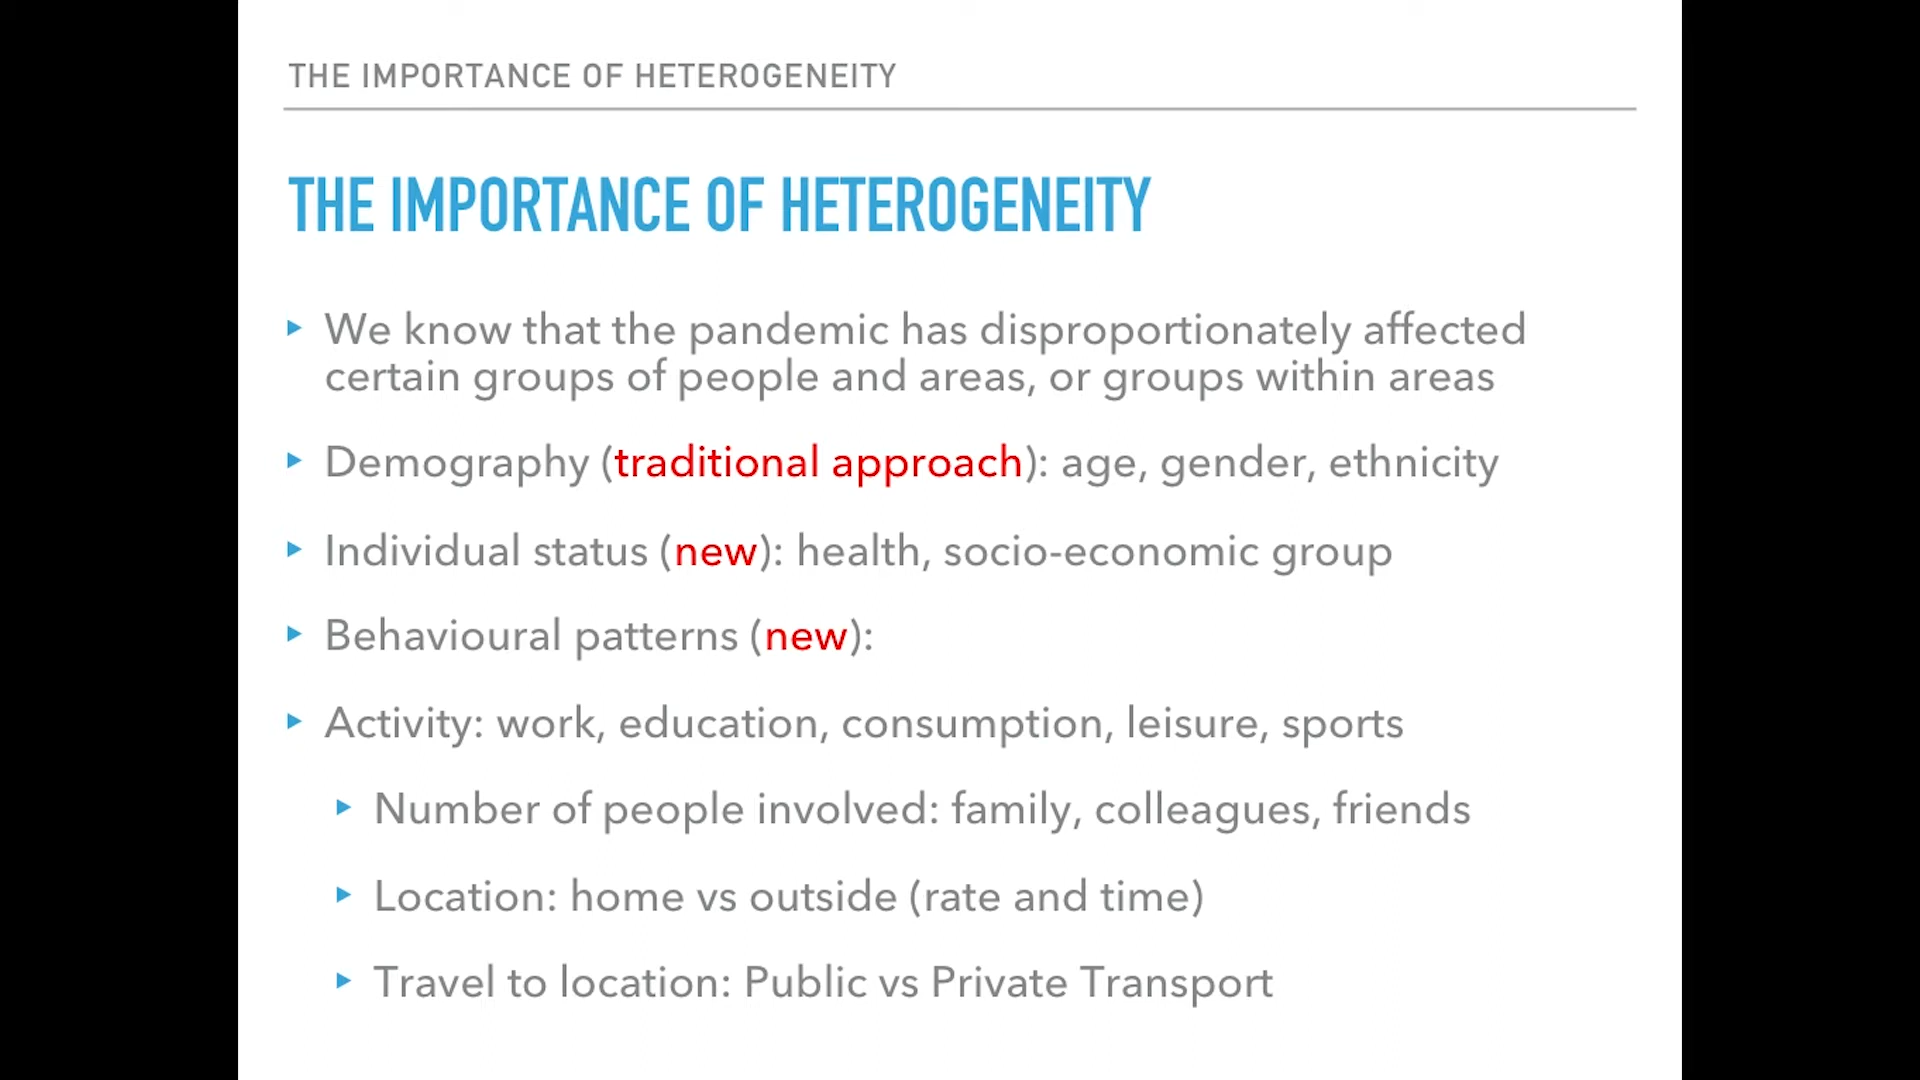 THE IMPORTANCE OF HETEROGENEITY
THE IMPORTANCE OF HETEROGENEITY
We know that the pandemic has disproportionately affected
certain groups of people and areas, or groups within areas
Demography (traditional approach): age, gender, ethnicity
Individual status (new): health, socio-economic group
Behavioural patterns (new):
Activity: work, education, consumption, leisure, sports
Number of people involved: family, colleagues, friends
Location: home vs outside (rate and time)
Travel to location: Public vs Private Transport